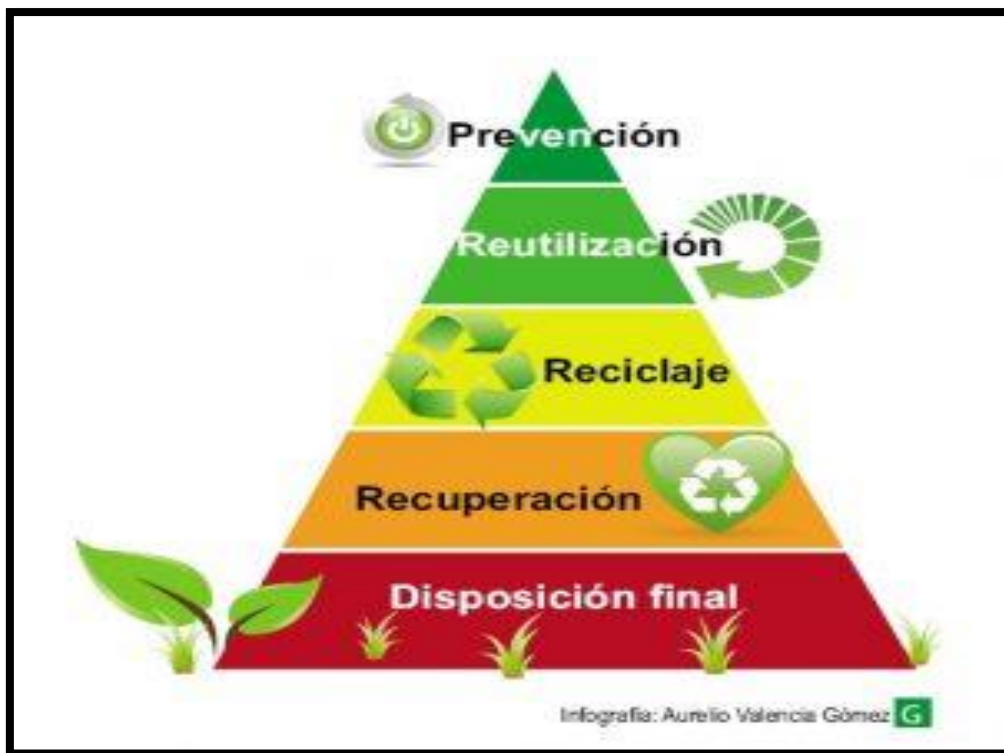 Prevención
Reutilización
Reciclaje
Recuperación
Disposición final
Infografía: Aurelio Valencia Gómez G